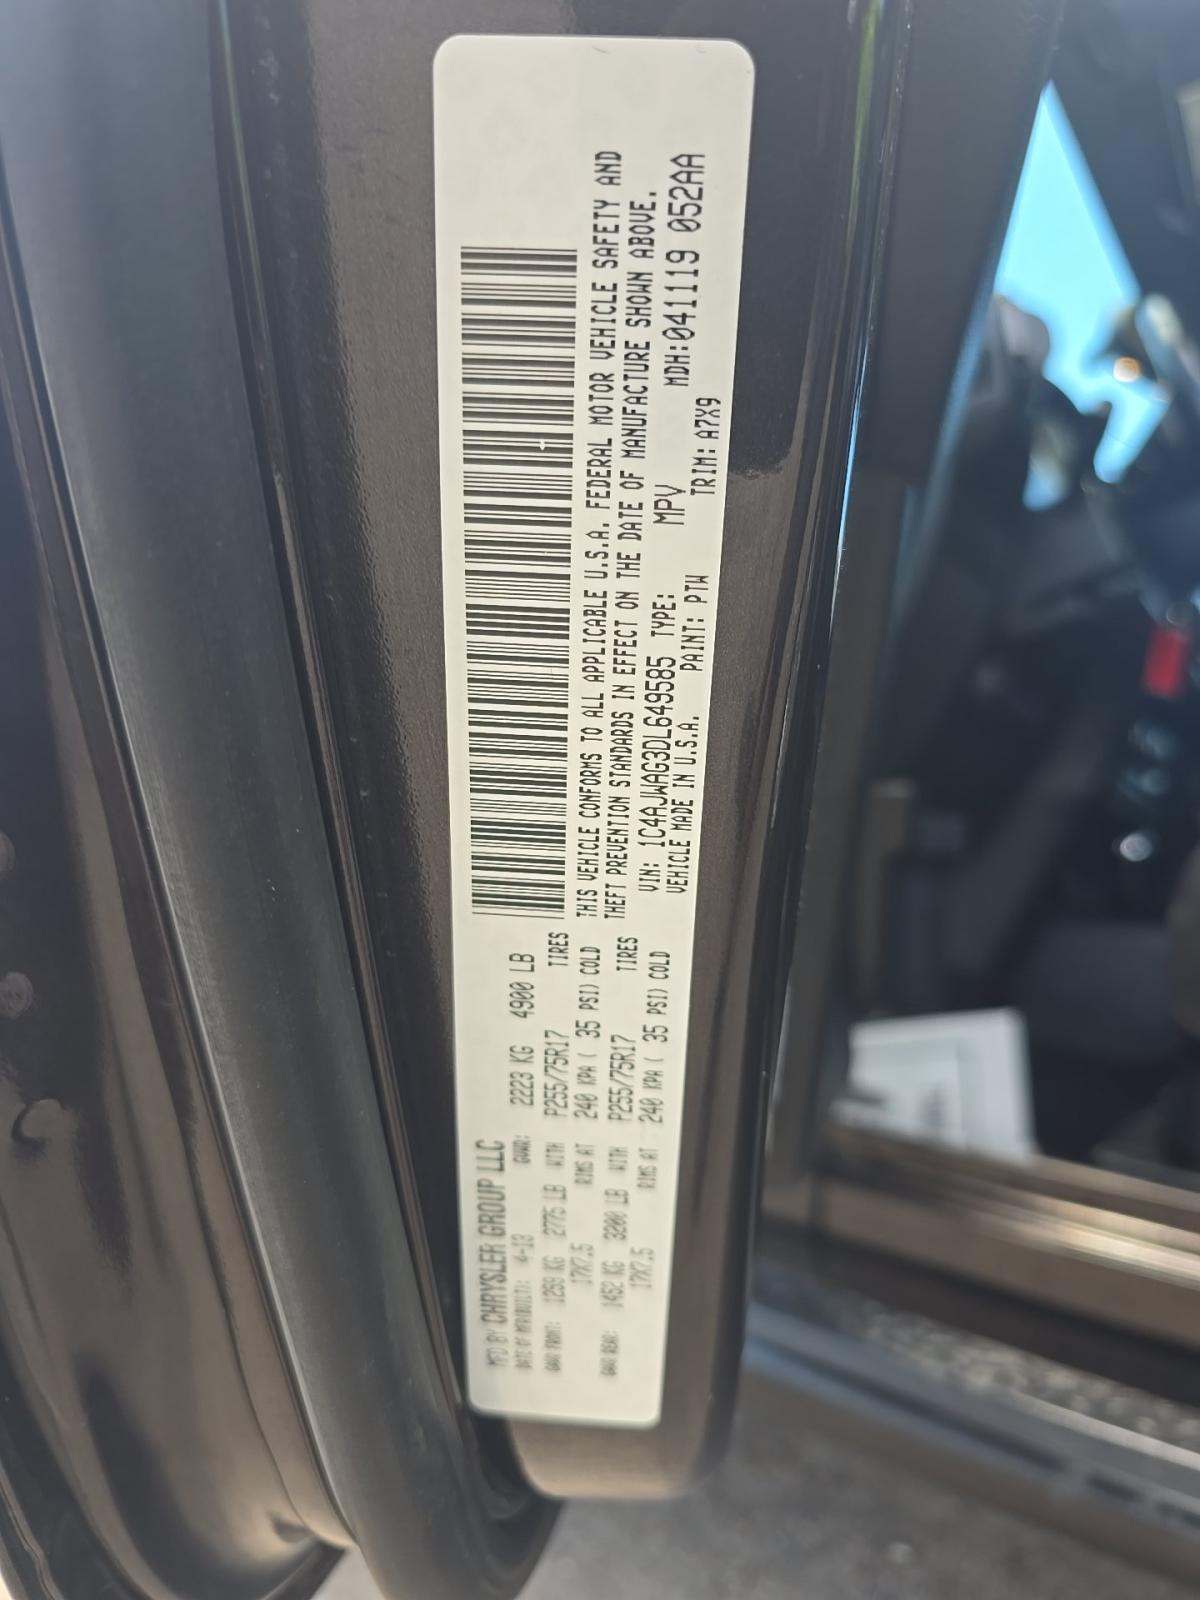 MFD BY CHRYSLER GROUP LLC
DATE OF MFR(BUILT): 4-13 GVWR: 2223 KG 4900 LB
GAWR FRONT: 1259 KG 2775 LB WITH P255/75R17 TIRES
17X7.5 RIMS AT 240 KPA ( 35 PSI) COLD
GAWR REAR: 1452 KG 3200 LB WITH P255/75R17 TIRES
17X7.5 RIMS AT 240 KPA ( 35 PSI) COLD
THIS VEHICLE CONFORMS TO ALL APPLICABLE U.S.A. FEDERAL MOTOR VEHICLE SAFETY AND
THEFT PREVENTION STANDARDS IN EFFECT ON THE DATE OF MANUFACTURE SHOWN ABOVE.
VIN: 1C4AJWAG3DL649585 TYPE: MPV MDH:041119 052AA
VEHICLE MADE IN U.S.A. PAINT: PTW TRIM: A7X9